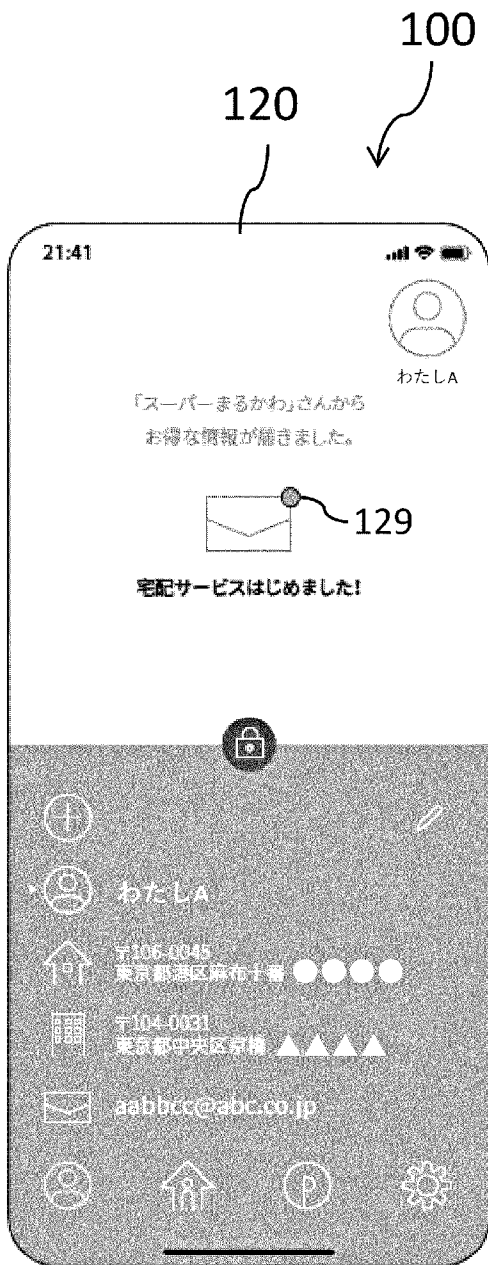 100
120
21:41
わたしA
「スーパーまるかわ」さんから
お得な情報が届きました。
129
宅配サービスはじめました!
わたしA
〒106-0045
東京都港区麻布十番 ●●●●
〒104-0031
東京都中央区京橋 ▲▲▲▲
aabbcc@abc.co.jp
P